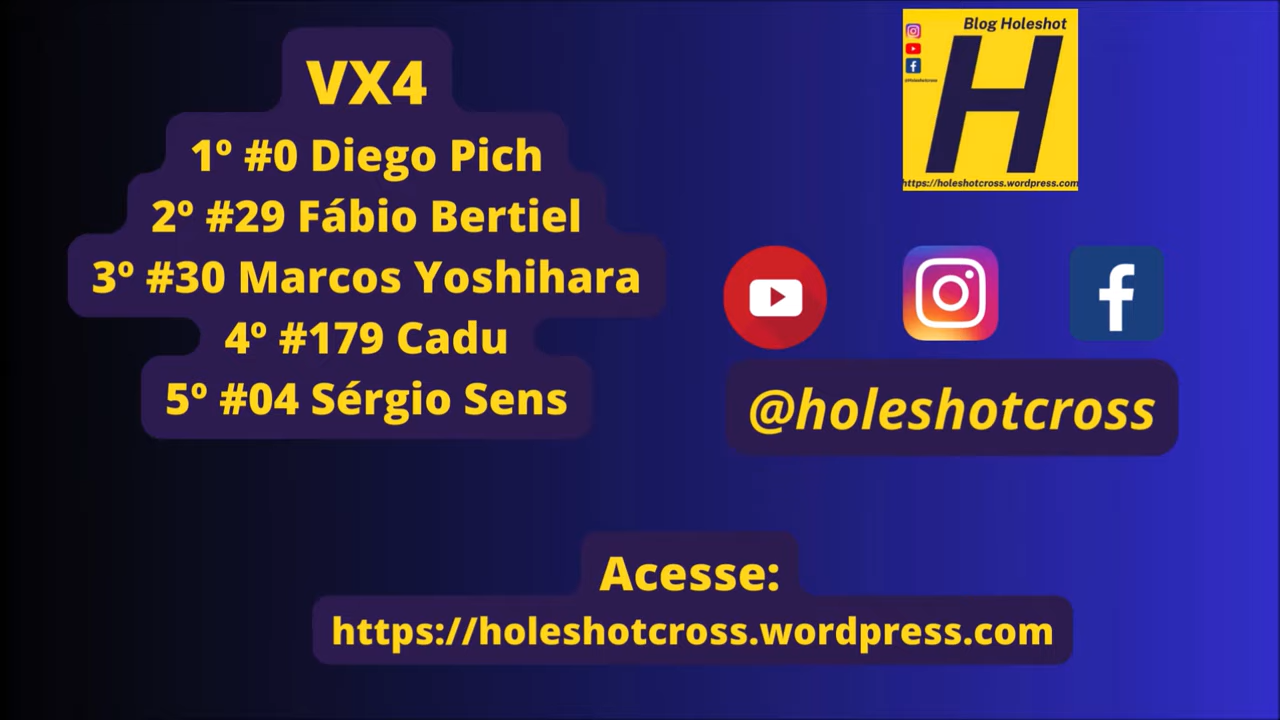 VX4
1º #0 Diego Pich
2º #29 Fábio Bertiel
3º #30 Marcos Yoshihara
4º #179 Cadu
5º #04 Sérgio Sens
Blog Holeshot
H
@holeshotcross
https://holeshotcross.wordpress.com
@holeshotcross
Acesse:
https://holeshotcross.wordpress.com